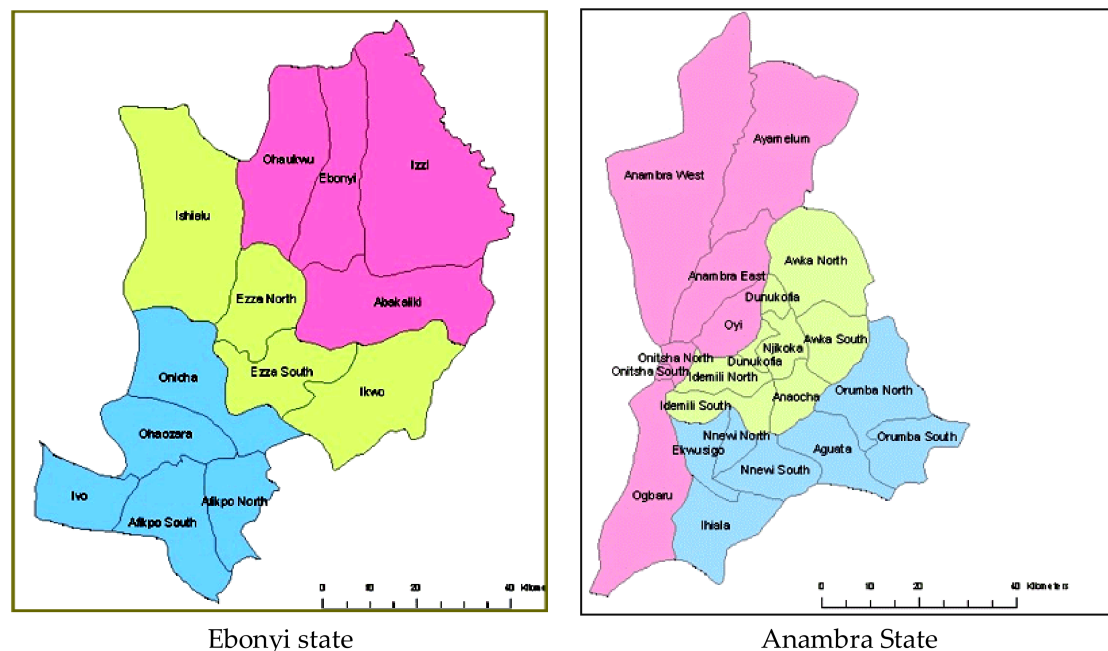 Ohaukwu
Ebonyi
Izzi
Ishielu
Ezza North
Abakaliki
Ezza South
Onicha
Ikwo
Ohaozara
Ivo
Afikpo North
Afikpo South
0 10 20 40 Kilome
Ebonyi state
Ayamelum
Anambra West
Awka North
Anambra East
Dunukofia
Oyi
Awka South
Njikoka
Onitsha North
Dunukofia
Onitsha South
Idemili North
Orumba North
Anaocha
Idemili South
Nnewi North
Orumba South
Ekwusigo
Aguata
Nnewi South
Ogbaru
Ihiala
0 10 20 40 Kilometers
Anambra State